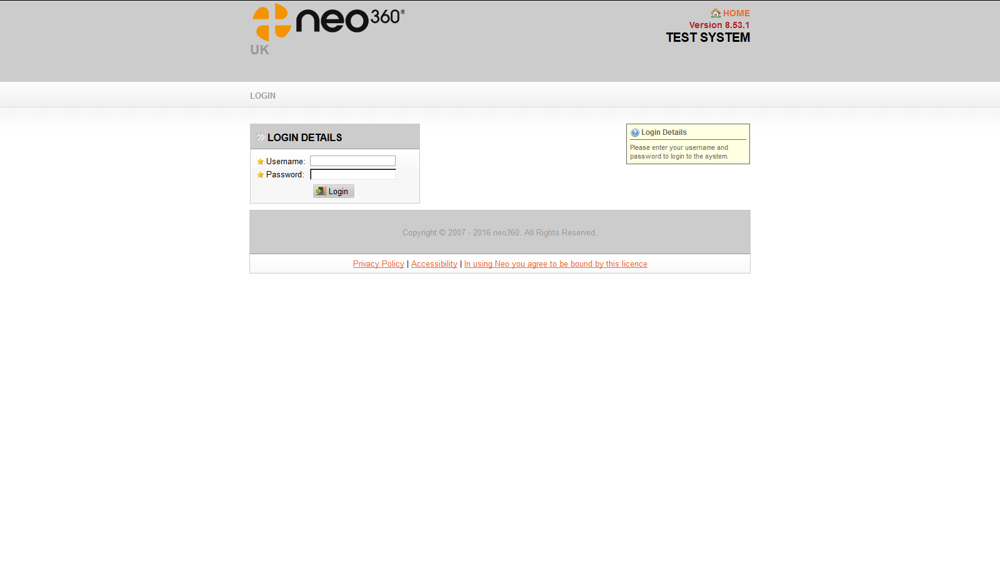 neo360®
UK
HOME
Version 8.53.1
TEST SYSTEM
LOGIN
LOGIN DETAILS
Username:
Password:
Login
Login Details
Please enter your username and
password to login to the system.
Copyright © 2007 - 2016 neo360. All Rights Reserved.
Privacy Policy | Accessibility | In using Neo you agree to be bound by this licence